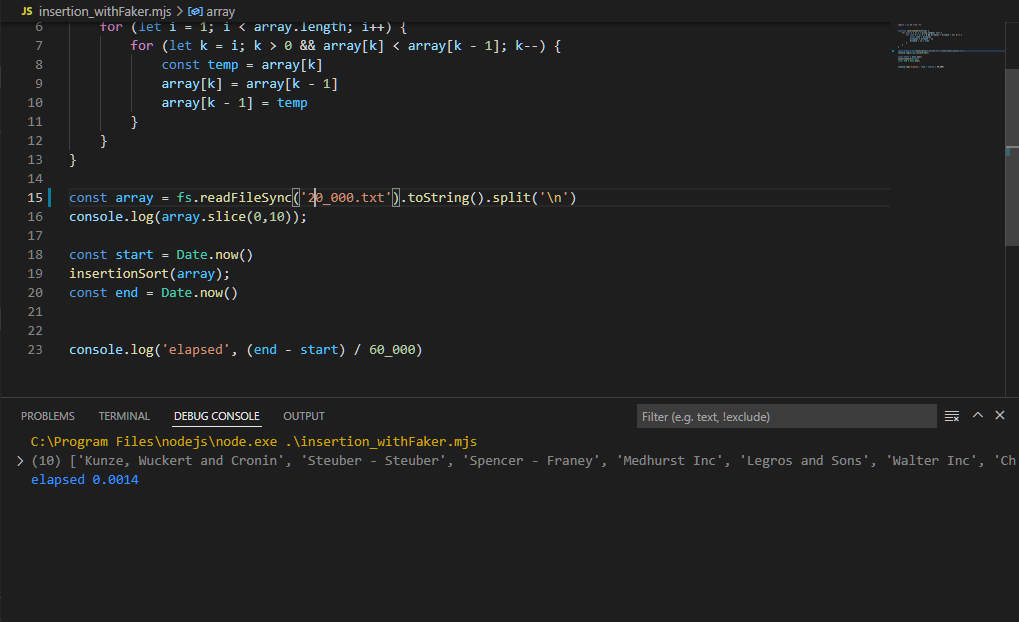 JS insertion_withFaker.mjs > array
6 for (let i = 1; i < array.length; i++) {
7 for (let k = i; k > 0 && array[k] < array[k - 1]; k--) {
8 const temp = array[k]
9 array[k] = array[k - 1]
10 array[k - 1] = temp
11 }
12 }
13 }
14
15 const array = fs.readFileSync('20_000.txt').toString().split('\n')
16 console.log(array.slice(0,10));
17
18 const start = Date.now()
19 insertionSort(array);
20 const end = Date.now()
21
22
23 console.log('elapsed', (end - start) / 60_000)
PROBLEMS TERMINAL DEBUG CONSOLE OUTPUT Filter (e.g. text, !exclude)
C:\Program Files\nodejs\node.exe .\insertion_withFaker.mjs
> (10) ['Kunze, Wuckert and Cronin', 'Steuber - Steuber', 'Spencer - Franey', 'Medhurst Inc', 'Legros and Sons', 'Walter Inc', 'Ch
elapsed 0.0014